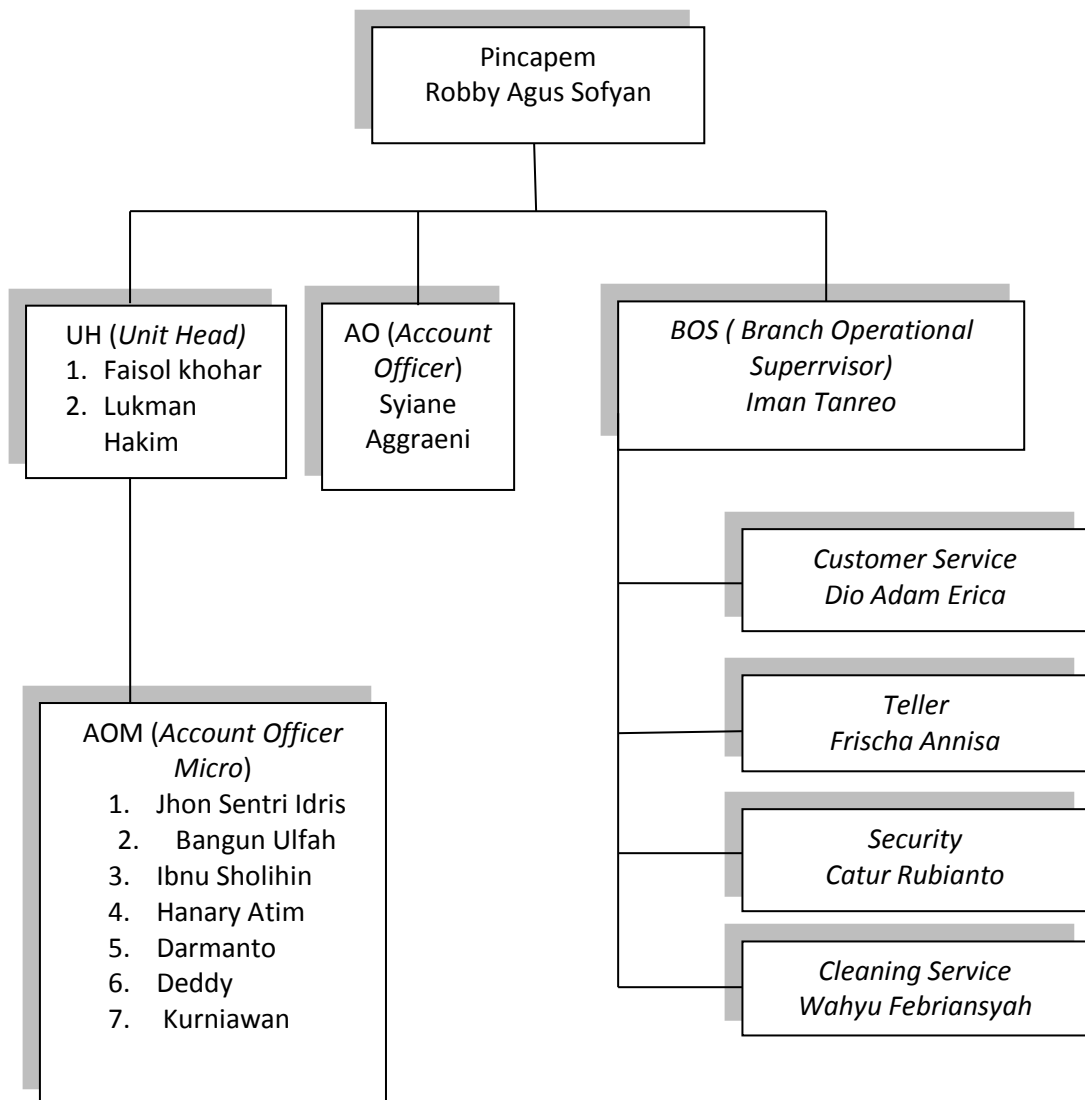 Pincapem
Robby Agus Sofyan
UH (Unit Head)
1. Faisol khohar
2. Lukman
Hakim
AO (Account
Officer)
Syiane
Aggraeni
BOS ( Branch Operational
Superrvisor)
Iman Tanreo
AOM (Account Officer
Micro)
1. Jhon Sentri Idris
2. Bangun Ulfah
3. Ibnu Sholihin
4. Hanary Atim
5. Darmanto
6. Deddy
7. Kurniawan
Customer Service
Dio Adam Erica
Teller
Frischa Annisa
Security
Catur Rubianto
Cleaning Service
Wahyu Febriansyah